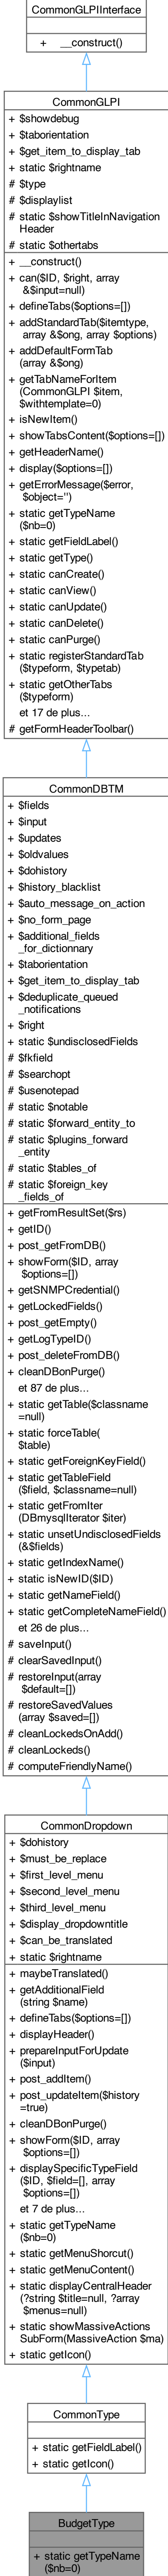 CommonGLPIInterface
+ __construct()
CommonGLPI
+ $showdebug
+ $taborientation
+ $get_item_to_display_tab
+ static $rightname
# $type
# $displaylist
# static $showTitleInNavigation
Header
# static $othertabs
+ __construct()
+ can($ID, $right, array
&$input=null)
+ defineTabs($options=[])
+ addStandardTab($itemtype,
array &$ong, array $options)
+ addDefaultFormTab
(array &$ong)
+ getTabNameForItem
(CommonGLPI $item,
$withtemplate=0)
+ isNewItem()
+ showTabsContent($options=[])
+ getHeaderName()
+ display($options=[])
+ getErrorMessage($error,
$object='')
+ static getTypeName
($nb=0)
+ static getFieldLabel()
+ static getType()
+ static canCreate()
+ static canView()
+ static canUpdate()
+ static canDelete()
+ static canPurge()
+ static registerStandardTab
($typeform, $typetab)
+ static getOtherTabs
($typeform)
et 17 de plus...
# getFormHeaderToolbar()
CommonDBTM
+ $fields
+ $input
+ $updates
+ $oldvalues
+ $dohistory
+ $history_blacklist
+ $auto_message_on_action
+ $no_form_page
+ $additional_fields
_for_dictionnary
+ $taborientation
+ $get_item_to_display_tab
+ $deduplicate_queued
_notifications
+ $right
+ static $undisclosedFields
# $fkfield
# $searchopt
# $usenotepad
# static $notable
# static $forward_entity_to
# static $plugins_forward
_entity
# static $tables_of
# static $foreign_key
_fields_of
+ getFromResultSet($rs)
+ getID()
+ post_getFromDB()
+ showForm($ID, array
$options=[])
+ getSNMPCredential()
+ getLockedFields()
+ post_getEmpty()
+ getLogTypeID()
+ post_deleteFromDB()
+ cleanDBonPurge()
et 87 de plus...
+ static getTable($classname
=null)
+ static forceTable(
$table)
+ static getForeignKeyField()
+ static getTableField
($field, $classname=null)
+ static getFromIter
(DBmysqlIterator $iter)
+ static unsetUndisclosedFields
(&$fields)
+ static getIndexName()
+ static isNewID($ID)
+ static getNameField()
+ static getCompleteNameField()
et 26 de plus...
# saveInput()
# clearSavedInput()
# restoreInput(array
$default=[])
# restoreSavedValues
(array $saved=[])
# cleanLockedsOnAdd()
# cleanLockeds()
# computeFriendlyName()
CommonDropdown
+ $dohistory
+ $must_be_replace
+ $first_level_menu
+ $second_level_menu
+ $third_level_menu
+ $display_dropdowntitle
+ $can_be_translated
+ static $rightname
+ maybeTranslated()
+ getAdditionalField
(string $name)
+ defineTabs($options=[])
+ displayHeader()
+ prepareInputForUpdate
($input)
+ post_addItem()
+ post_updateItem($history
=true)
+ cleanDBonPurge()
+ showForm($ID, array
$options=[])
+ displaySpecificTypeField
($ID, $field=[], array
$options=[])
et 7 de plus...
+ static getTypeName
($nb=0)
+ static getMenuShorcut()
+ static getMenuContent()
+ static displayCentralHeader
(?string $title=null, ?array
$menus=null)
+ static showMassiveActions
SubForm(MassiveAction $ma)
+ static getIcon()
CommonType
+ static getFieldLabel()
+ static getIcon()
BudgetType
+ static getTypeName
($nb=0)